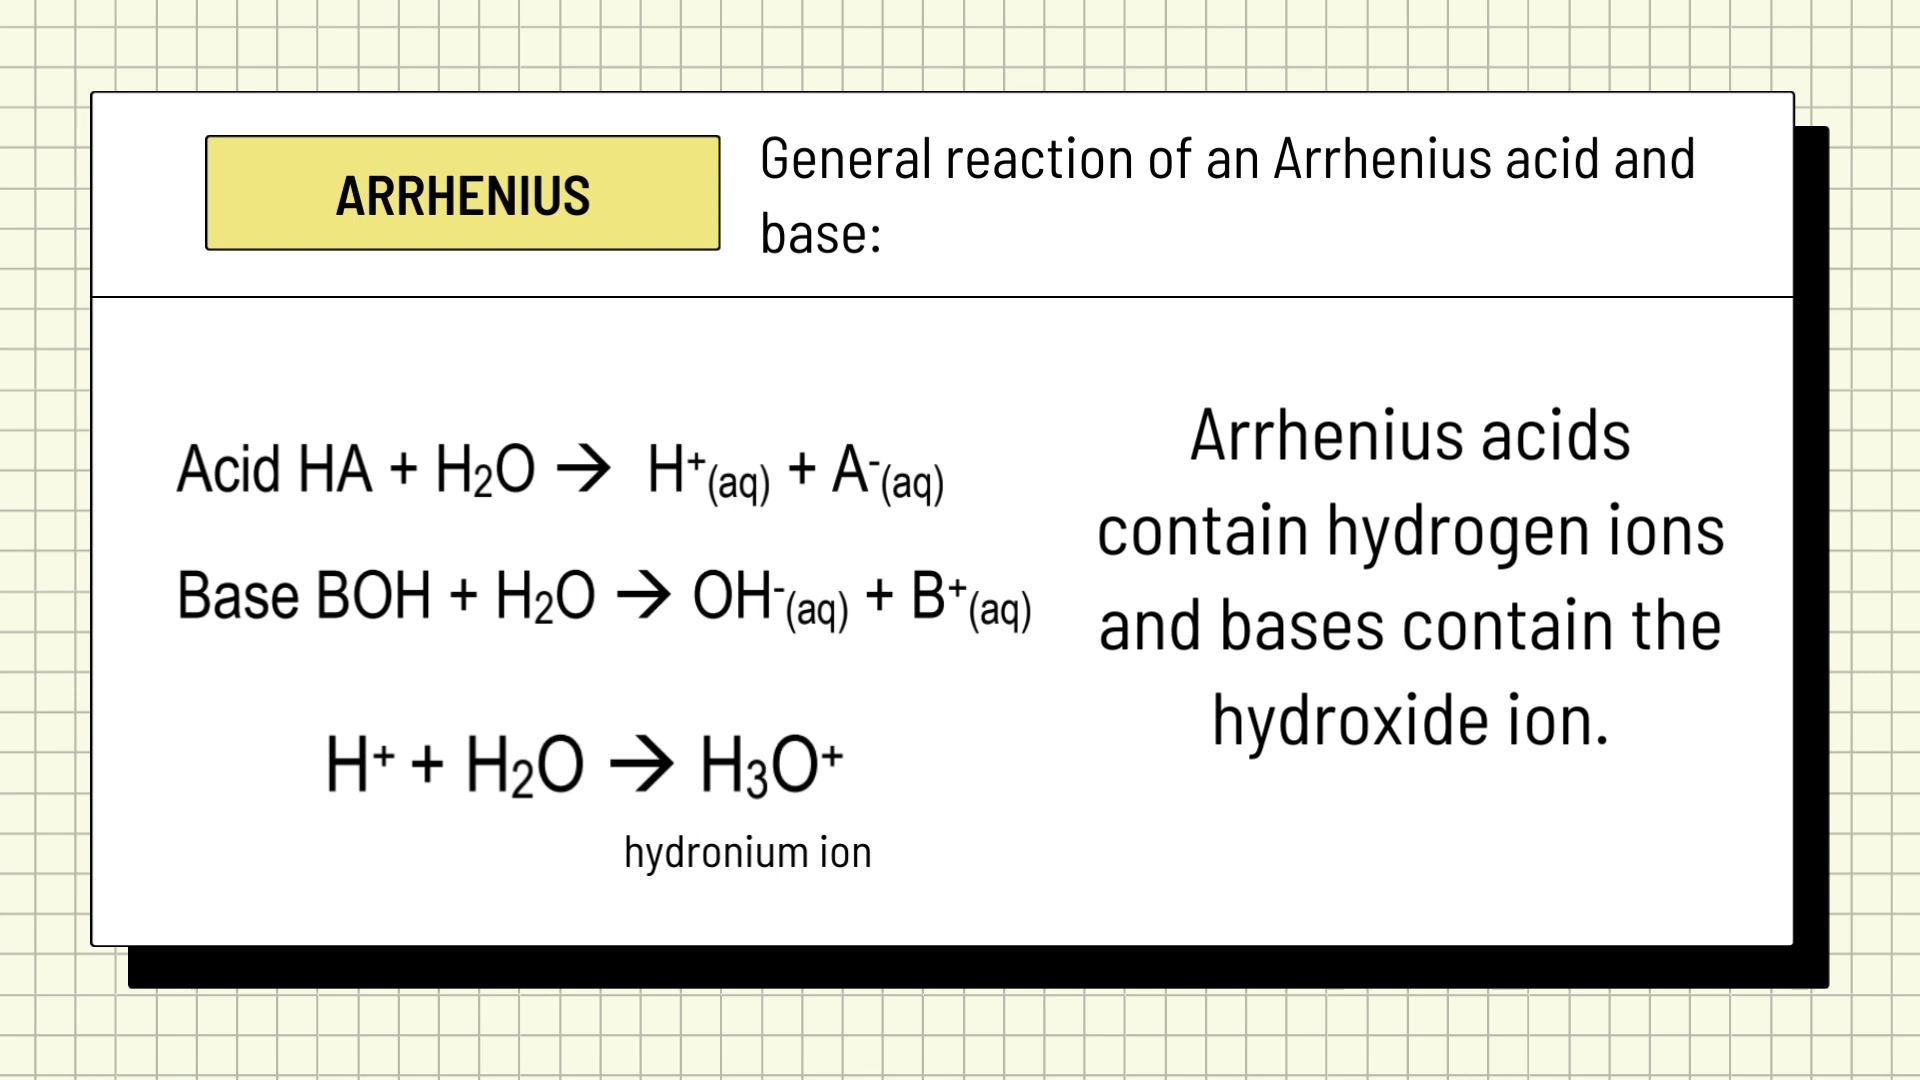 ARRHENIUS
General reaction of an Arrhenius acid and
base:
Acid HA + H₂O → H⁺(aq) + A⁻(aq)
Base BOH + H₂O → OH⁻(aq) + B⁺(aq)
H⁺ + H₂O → H₃O⁺
hydronium ion
Arrhenius acids
contain hydrogen ions
and bases contain the
hydroxide ion.